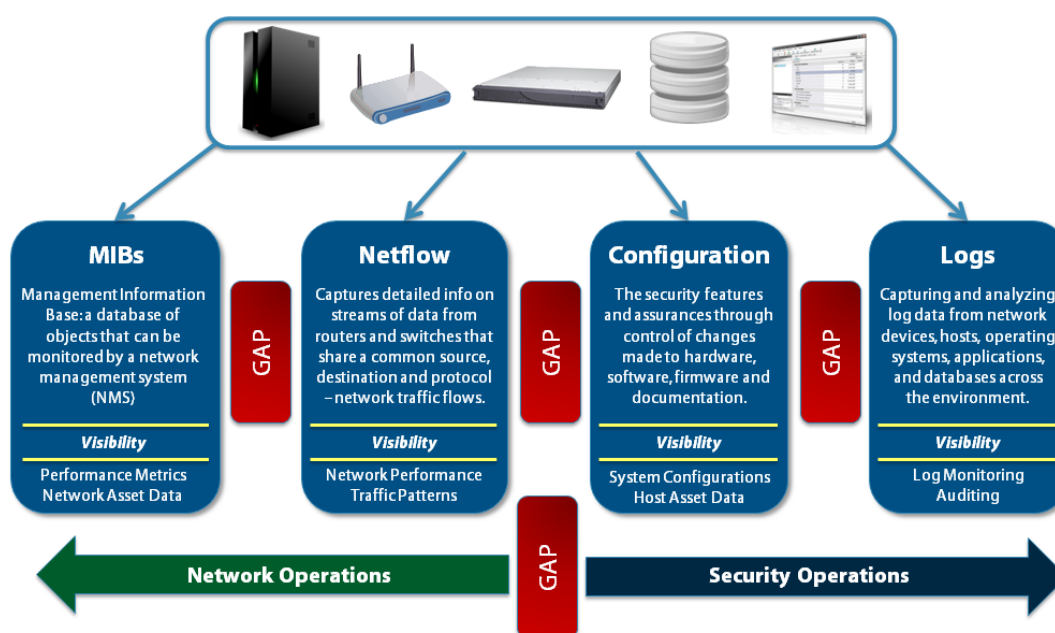 MIBs
Management Information
Base: a database of
objects that can be
monitored by a network
management system
(NMS)
Visibility
Performance Metrics
Network Asset Data
GAP
Netflow
Captures detailed info on
streams of data from
routers and switches that
share a common source,
destination and protocol
– network traffic flows.
Visibility
Network Performance
Traffic Patterns
GAP
Configuration
The security features
and assurances through
control of changes
made to hardware,
software, firmware and
documentation.
Visibility
System Configurations
Host Asset Data
GAP
Logs
Capturing and analyzing
log data from network
devices, hosts, operating
systems, applications,
and databases across
the environment.
Visibility
Log Monitoring
Auditing
Network Operations
GAP
Security Operations